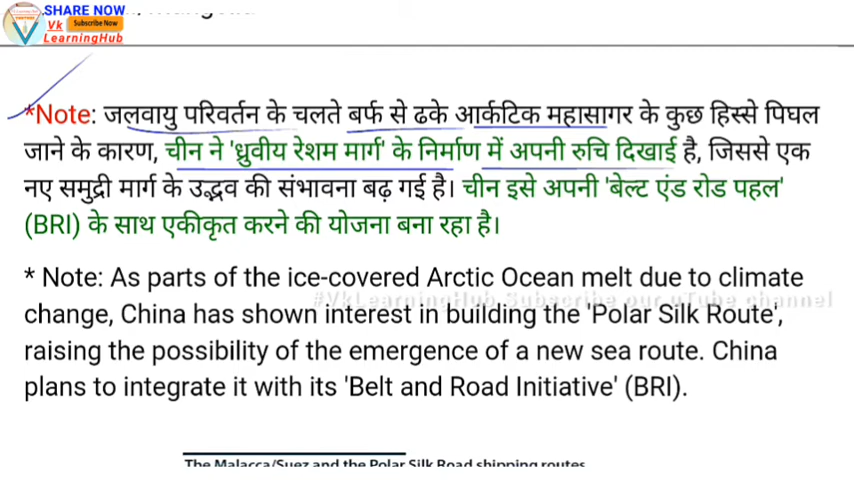 SHARE NOW
Vk Subscribe Now
LearningHub
*Note: जलवायु परिवर्तन के चलते बर्फ से ढके आर्कटिक महासागर के कुछ हिस्से पिघल
जाने के कारण, चीन ने 'ध्रुवीय रेशम मार्ग' के निर्माण में अपनी रुचि दिखाई है, जिससे एक
नए समुद्री मार्ग के उद्भव की संभावना बढ़ गई है। चीन इसे अपनी 'बेल्ट एंड रोड पहल'
(BRI) के साथ एकीकृत करने की योजना बना रहा है।
* Note: As parts of the ice-covered Arctic Ocean melt due to climate
#VkLearningHub Subscribe our uTube channel
change, China has shown interest in building the 'Polar Silk Route',
raising the possibility of the emergence of a new sea route. China
plans to integrate it with its 'Belt and Road Initiative' (BRI).
The Malacca/Suez and the Polar Silk Road shipping routes